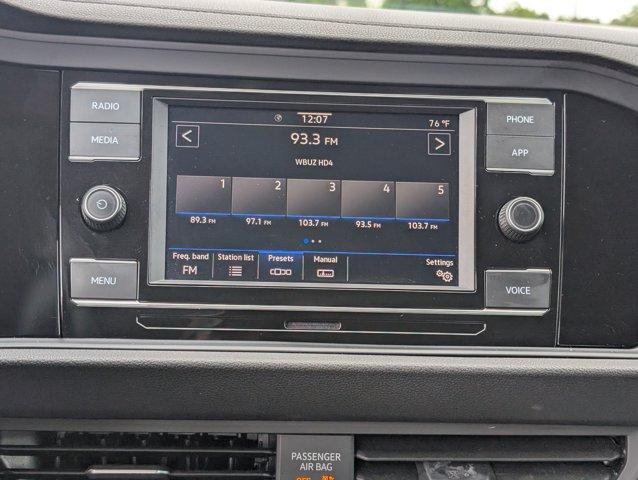 RADIO
MEDIA
MENU
12:07
76 °F
< 93.3 FM >
WBUZ HD4
1 2 3 4 5
89.3 FM 97.1 FM 103.7 FM 93.5 FM 103.7 FM
Freq. band Station list Presets Manual Settings
FM
PHONE
APP
VOICE
PASSENGER
AIR BAG
OFF